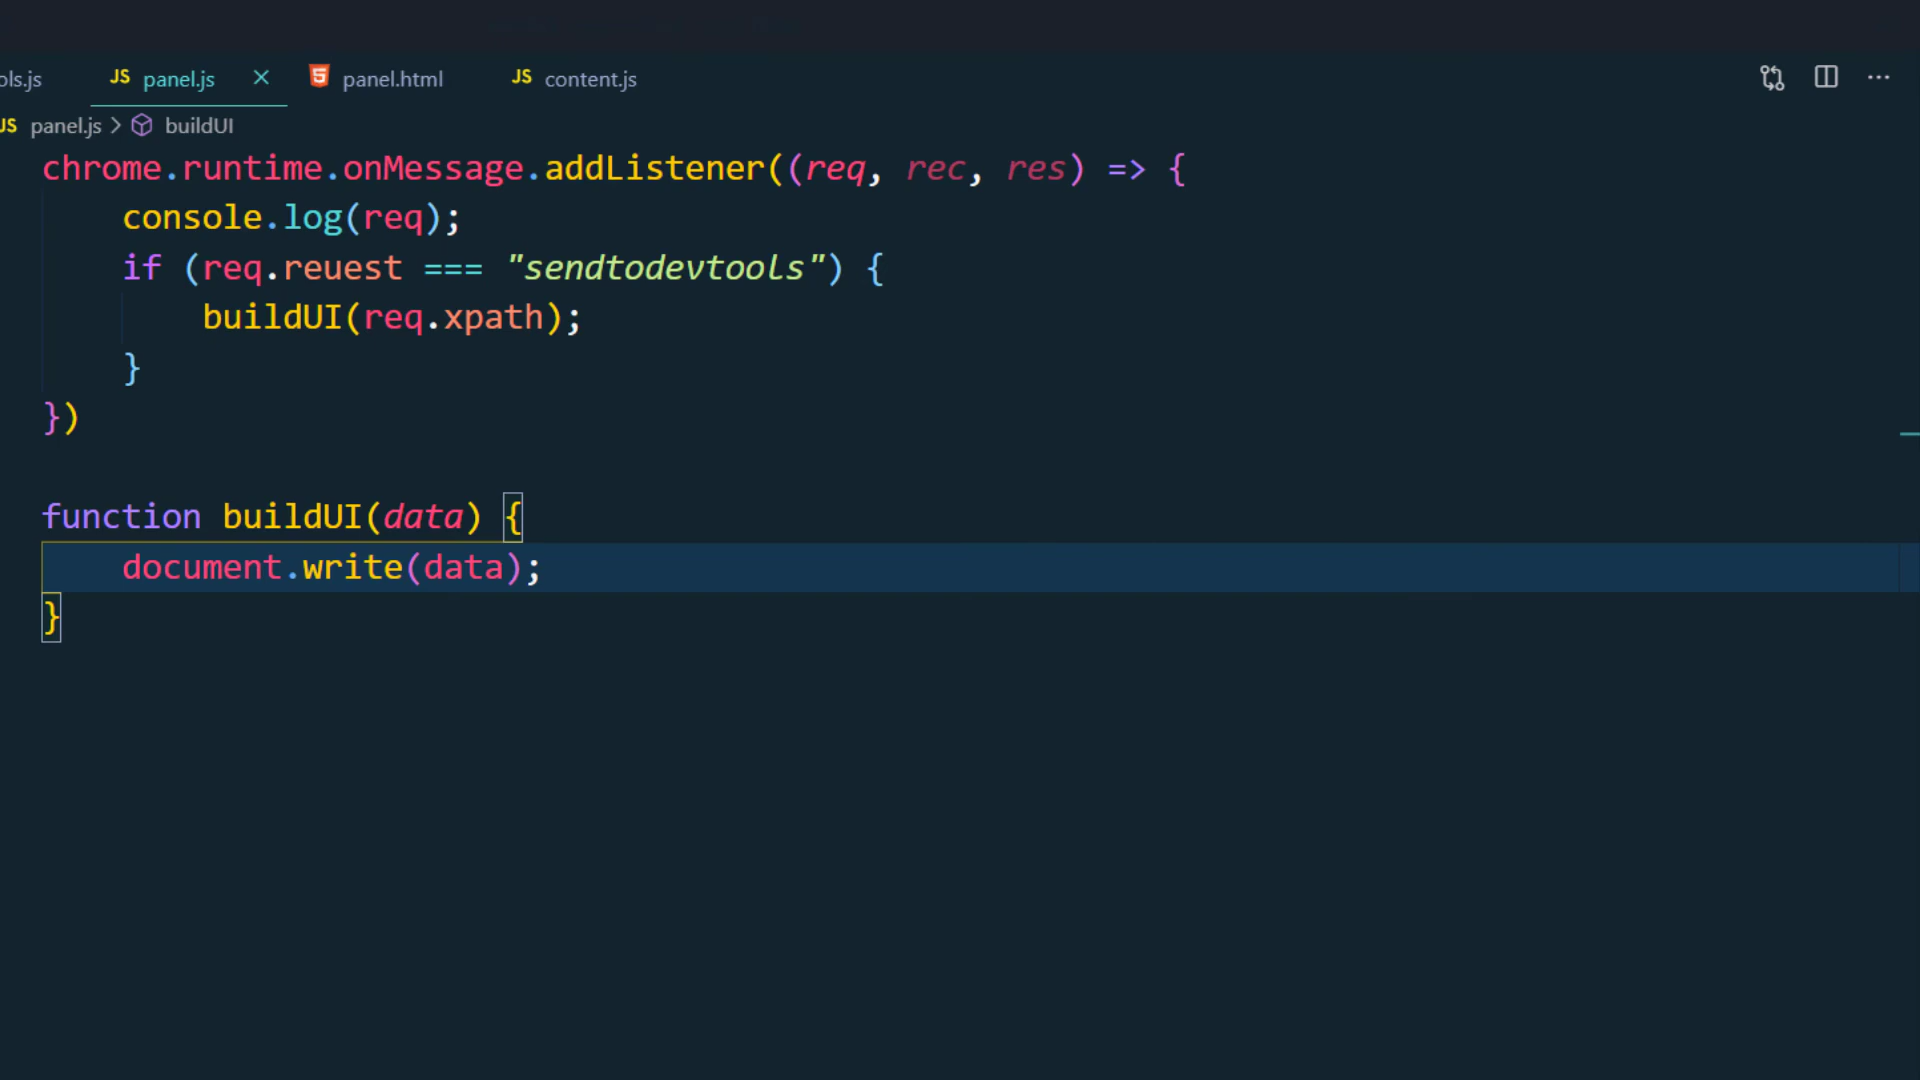 ols.js JS panel.js panel.html JS content.js
JS panel.js > buildUI
chrome.runtime.onMessage.addListener((req, rec, res) => {
    console.log(req);
    if (req.reuest === "sendtodevtools") {
        buildUI(req.xpath);
    }
})
function buildUI(data) {
    document.write(data);
}